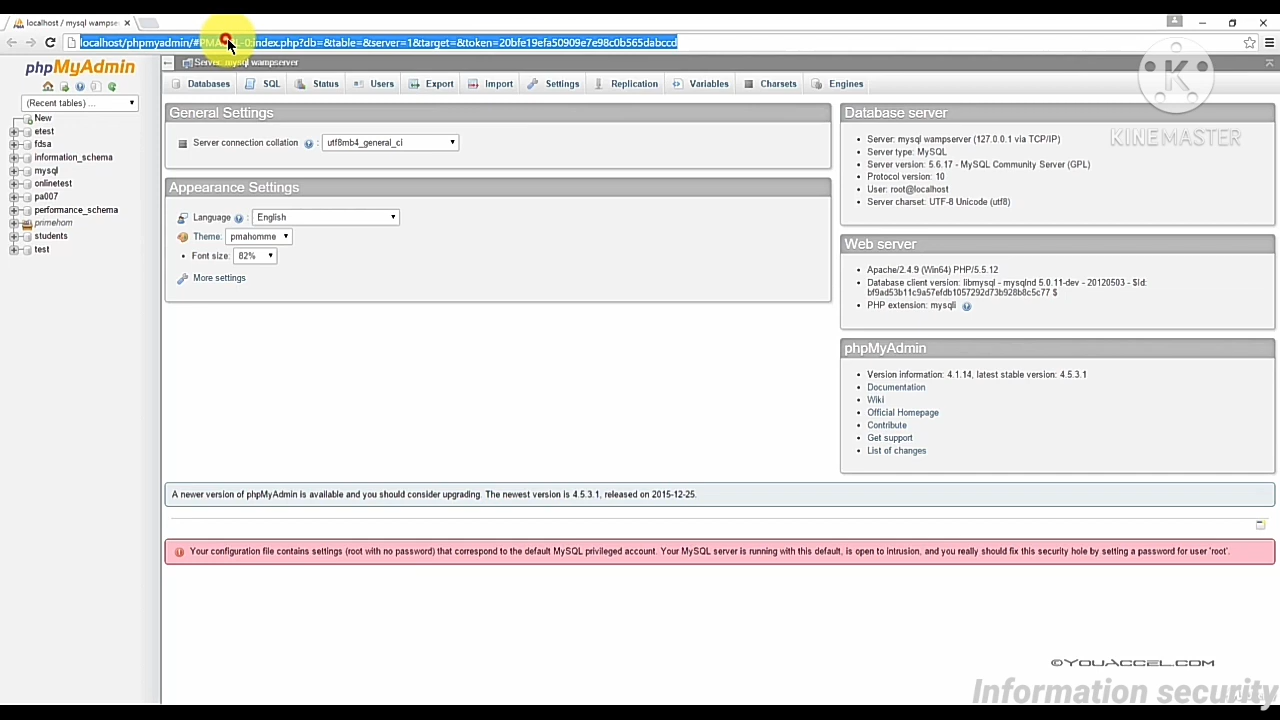 localhost / mysql wampse
localhost/phpmyadmin/#PMA
L-0:index.php?db=&table=&server=1&target=&token=20bfe19efa50909e7e98c0b565dabccd
phpMyAdmin
(Recent tables) ...
New
etest
fdsa
information_schema
mysql
onlinetest
pa007
performance_schema
primehom
students
test
Server: mysql wampserver
Databases SQL Status Users Export Import Settings Replication Variables Charsets Engines
General Settings
Server connection collation : utf8mb4_general_ci
Appearance Settings
Language : English
Theme: pmahomme
Font size: 82%
More settings
Database server
Server: mysql wampserver (127.0.0.1 via TCP/IP)
Server type: MySQL
Server version: 5.6.17 - MySQL Community Server (GPL)
Protocol version: 10
User: root@localhost
Server charset: UTF-8 Unicode (utf8)
Web server
Apache/2.4.9 (Win64) PHP/5.5.12
Database client version: libmysql - mysqlnd 5.0.11-dev - 20120503 - $Id:
bf9ad53b11c9a57efdb1057292d73b928b8c5c77 $
PHP extension: mysqli
phpMyAdmin
Version information: 4.1.14, latest stable version: 4.5.3.1
Documentation
Wiki
Official Homepage
Contribute
Get support
List of changes
A newer version of phpMyAdmin is available and you should consider upgrading. The newest version is 4.5.3.1, released on 2015-12-25.
Your configuration file contains settings (root with no password) that correspond to the default MySQL privileged account. Your MySQL server is running with this default, is open to intrusion, and you really should fix this security hole by setting a password for user 'root'.
K
KINEMASTER
©YOUACCEL.COM
Information security